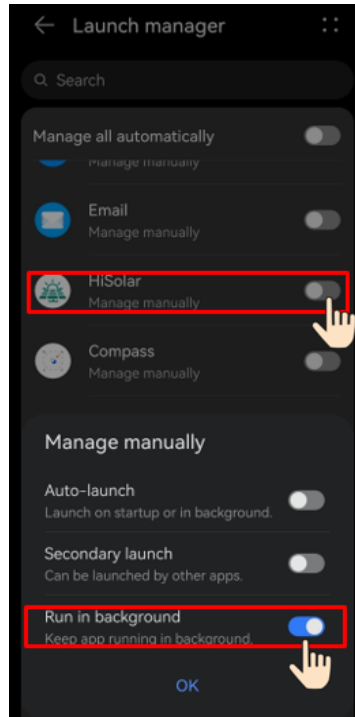 Launch manager
Search
Manage all automatically
Manage manually
Email
Manage manually
HiSolar
Manage manually
Compass
Manage manually
Manage manually
Auto-launch
Launch on startup or in background.
Secondary launch
Can be launched by other apps.
Run in background
Keep app running in background.
OK